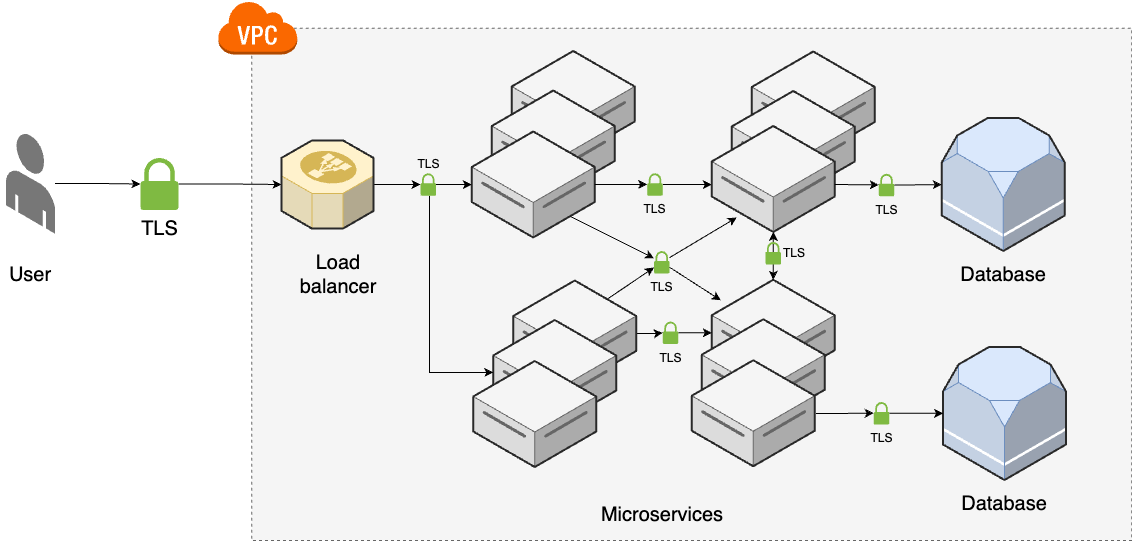 VPC
TLS
TLS
TLS
TLS
User
Load
balancer
TLS
TLS
Database
TLS
TLS
Database
Microservices